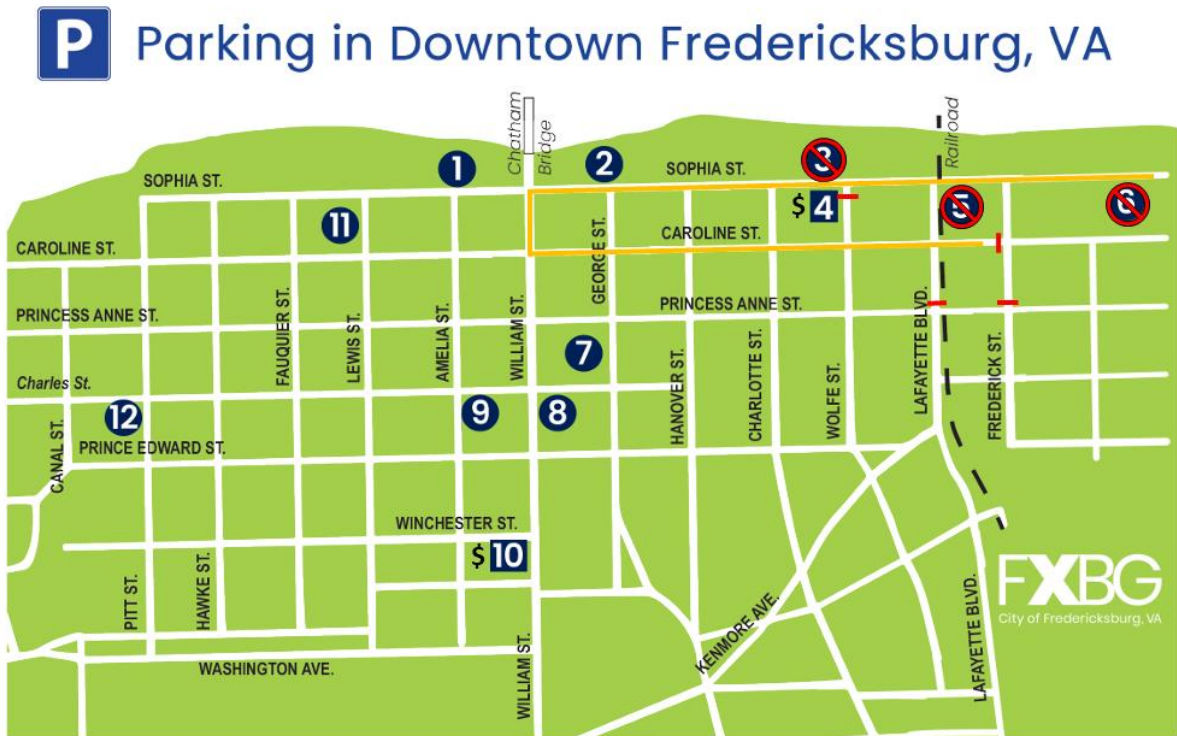 P Parking in Downtown Fredericksburg, VA
Chatham
Bridge
Railroad
1
2
3
SOPHIA ST.
SOPHIA ST.
11
$ 4
5
6
CAROLINE ST.
CAROLINE ST.
GEORGE ST.
PRINCESS ANNE ST.
PRINCESS ANNE ST.
FAUQUIER ST.
LEWIS ST.
AMELIA ST.
WILLIAM ST.
7
HANOVER ST.
CHARLOTTE ST.
WOLFE ST.
LAFAYETTE BLVD.
FREDERICK ST.
Charles St.
12
9
8
CANAL ST.
PRINCE EDWARD ST.
WINCHESTER ST.
$ 10
PITT ST.
HAWKE ST.
WASHINGTON AVE.
WILLIAM ST.
KENMORE AVE.
LAFAYETTE BLVD.
FXBG
City of Fredericksburg, VA